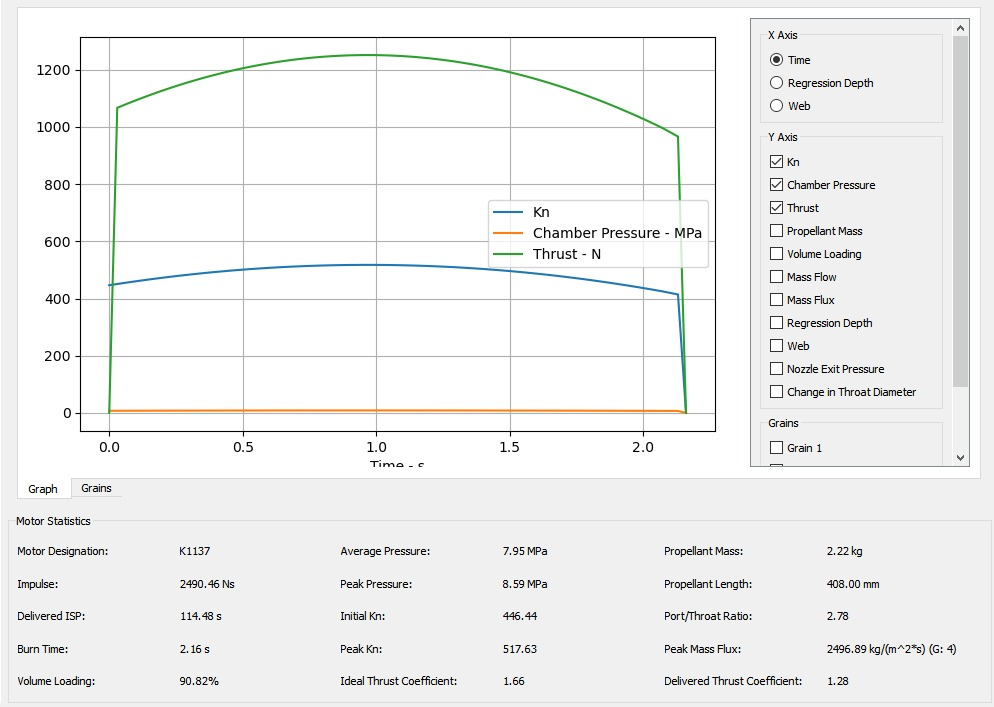 1200
1000
800
600
400
200
0
0.0 0.5 1.0 1.5 2.0
Time - s
Kn
Chamber Pressure - MPa
Thrust - N
X Axis
Time
Regression Depth
Web
Y Axis
Kn
Chamber Pressure
Thrust
Propellant Mass
Volume Loading
Mass Flow
Mass Flux
Regression Depth
Web
Nozzle Exit Pressure
Change in Throat Diameter
Grains
Grain 1
Graph Grains
Motor Statistics
Motor Designation: K1137 Average Pressure: 7.95 MPa Propellant Mass: 2.22 kg
Impulse: 2490.46 Ns Peak Pressure: 8.59 MPa Propellant Length: 408.00 mm
Delivered ISP: 114.48 s Initial Kn: 446.44 Port/Throat Ratio: 2.78
Burn Time: 2.16 s Peak Kn: 517.63 Peak Mass Flux: 2496.89 kg/(m^2*s) (G: 4)
Volume Loading: 90.82% Ideal Thrust Coefficient: 1.66 Delivered Thrust Coefficient: 1.28